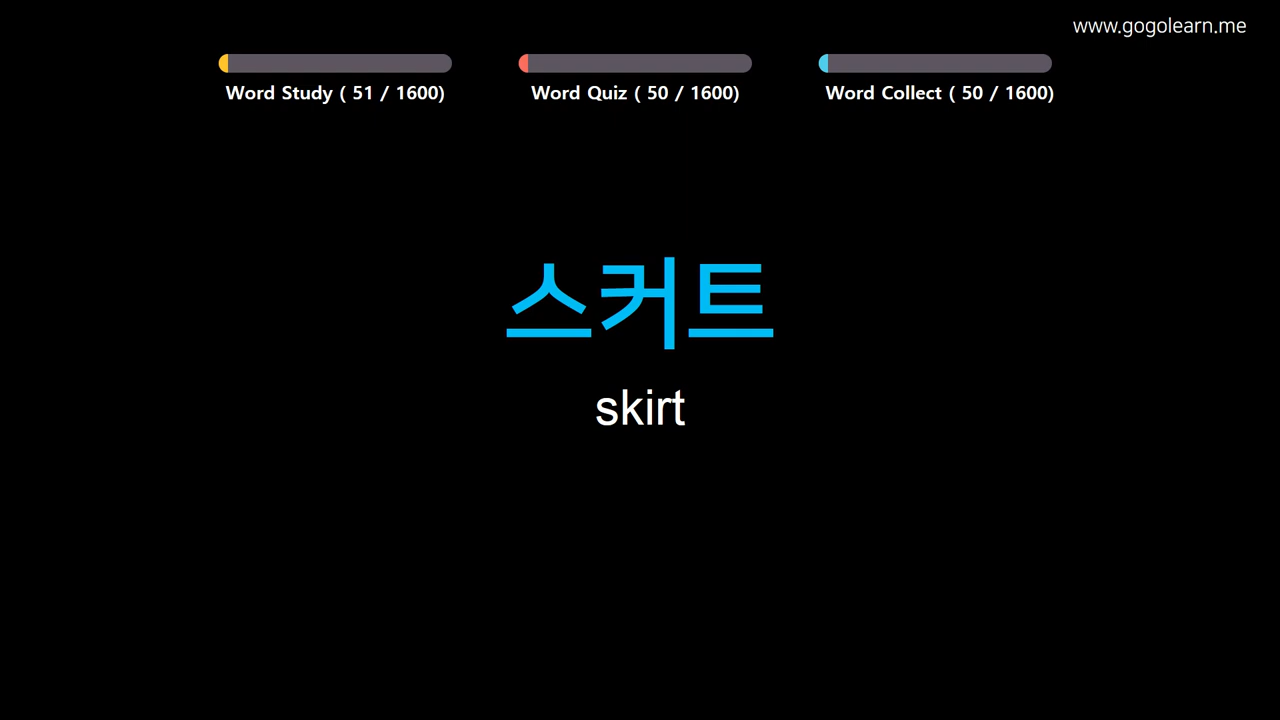 www.gogolearn.me
Word Study ( 51 / 1600)
Word Quiz ( 50 / 1600)
Word Collect ( 50 / 1600)
스커트
skirt